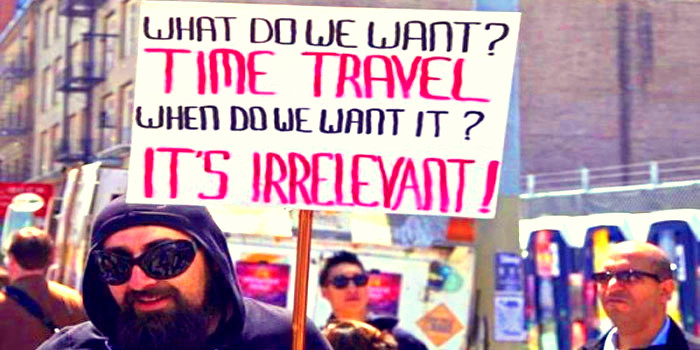 WHAT DO WE WANT?
TIME TRAVEL
WHEN DO WE WANT IT?
IT'S IRRELEVANT!